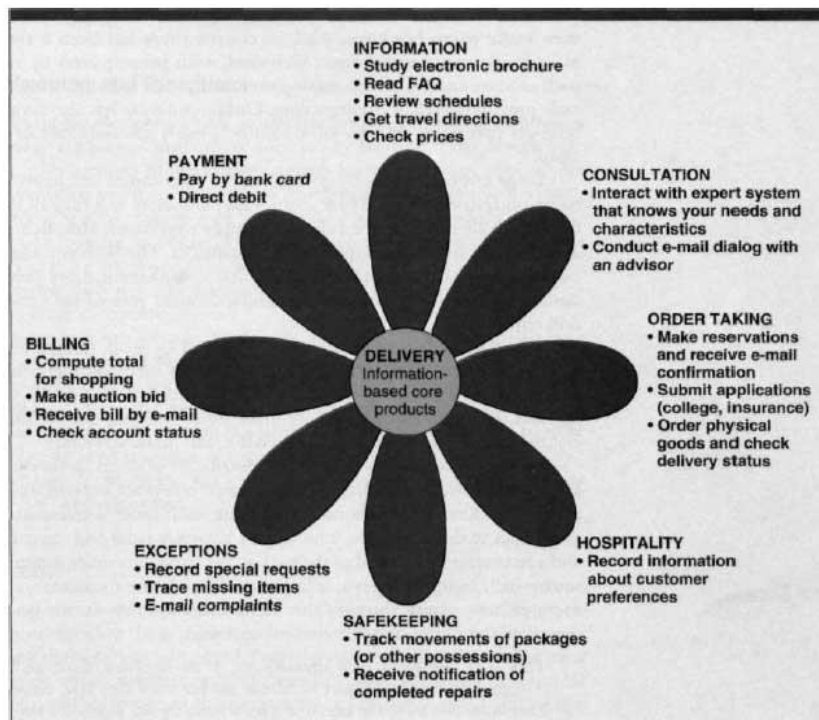 INFORMATION
• Study electronic brochure
• Read FAQ
• Review schedules
• Get travel directions
• Check prices
CONSULTATION
• Interact with expert system
that knows your needs and
characteristics
• Conduct e-mail dialog with
an advisor
ORDER TAKING
• Make reservations
and receive e-mail
confirmation
• Submit applications
(college, insurance)
• Order physical
goods and check
delivery status
HOSPITALITY
• Record information
about customer
preferences
SAFEKEEPING
• Track movements of packages
(or other possessions)
• Receive notification of
completed repairs
EXCEPTIONS
• Record special requests
• Trace missing items
• E-mail complaints
BILLING
• Compute total
for shopping
• Make auction bid
• Receive bill by e-mail
• Check account status
PAYMENT
• Pay by bank card
• Direct debit
DELIVERY
Information-
based core
products